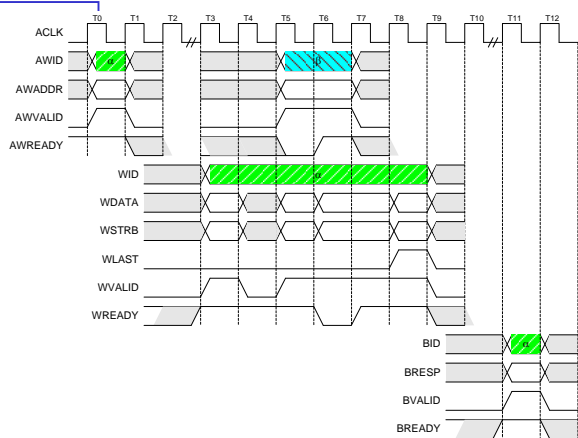 T0 T1 T2 T3 T4 T5 T6 T7 T8 T9 T10 T11 T12
ACLK
AWID α β
AWADDR
AWVALID
AWREADY
WID α
WDATA
WSTRB
WLAST
WVALID
WREADY
BID α
BRESP
BVALID
BREADY